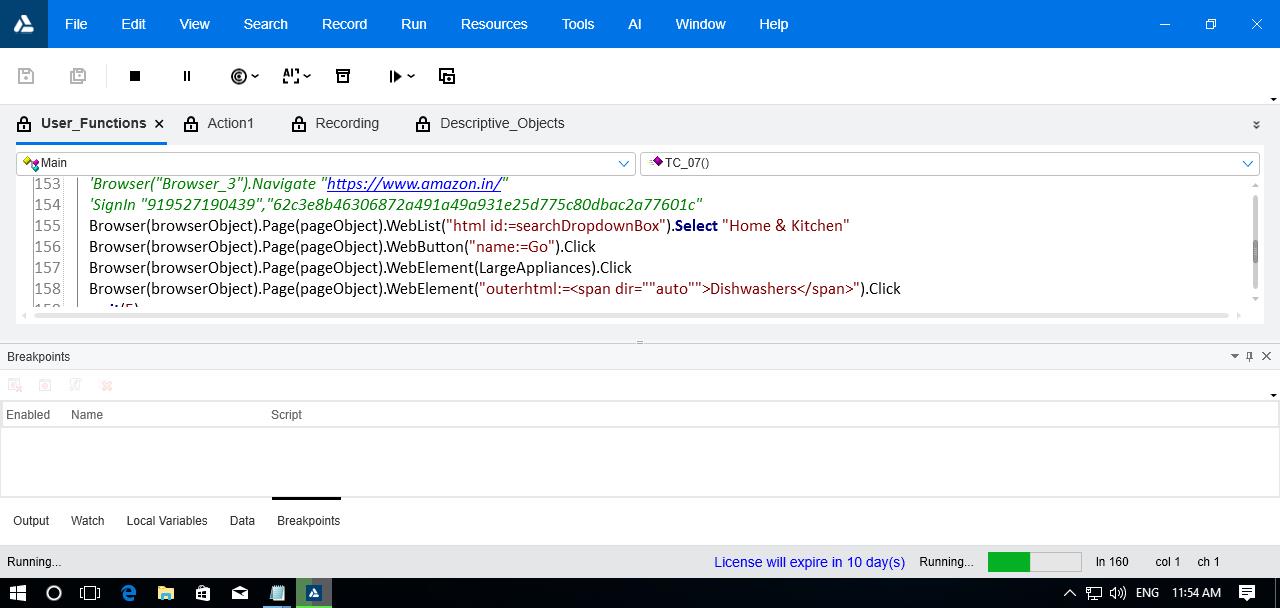 File Edit View Search Record Run Resources Tools AI Window Help
User_Functions Action1 Recording Descriptive_Objects
Main TC_07()
153 'Browser("Browser_3").Navigate "https://www.amazon.in/"
154 'SignIn "919527190439","62c3e8b46306872a491a49a931e25d775c80dbac2a77601c"
155 Browser(browserObject).Page(pageObject).WebList("html id:=searchDropdownBox").Select "Home & Kitchen"
156 Browser(browserObject).Page(pageObject).WebButton("name:=Go").Click
157 Browser(browserObject).Page(pageObject).WebElement(LargeAppliances).Click
158 Browser(browserObject).Page(pageObject).WebElement("outerhtml:=<span dir=""auto"">Dishwashers</span>").Click
Breakpoints
Enabled Name Script
Output Watch Local Variables Data Breakpoints
Running... License will expire in 10 day(s) Running... ln 160 col 1 ch 1
ENG 11:54 AM